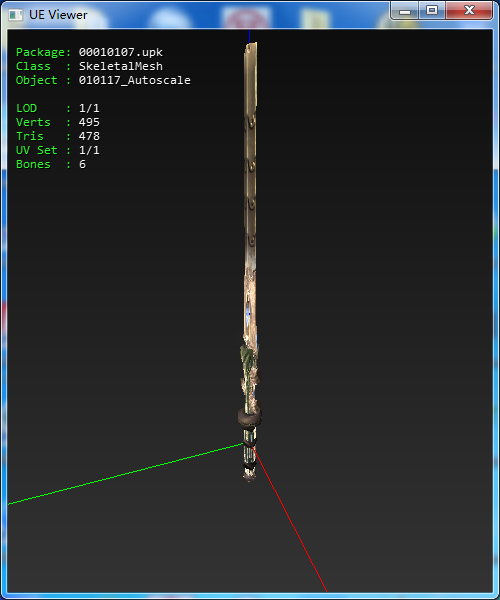 UE Viewer
Package: 00010107.upk
Class : SkeletalMesh
Object : 010117_Autoscale
LOD : 1/1
Verts : 495
Tris : 478
UV Set : 1/1
Bones : 6